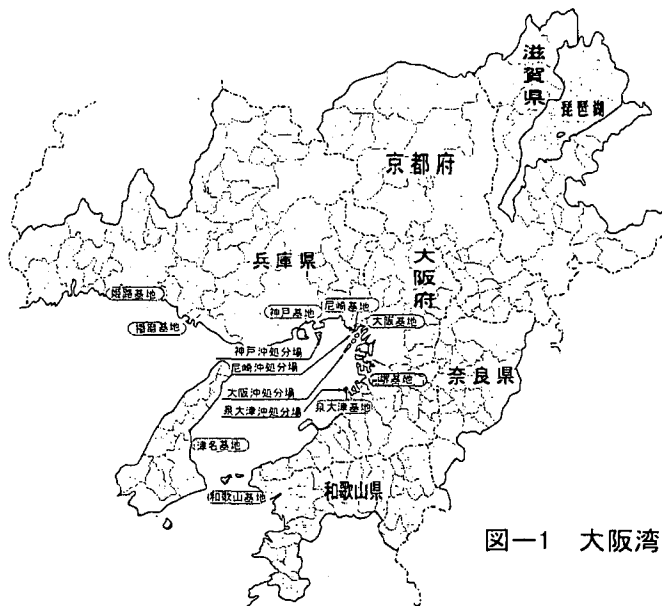 滋賀県
琵琶湖
京都府
兵庫県
大阪府
姫路基地
播磨基地
神戸基地
尼崎基地
大阪基地
神戸沖処分場
尼崎沖処分場
大阪沖処分場
泉大津沖処分場
堺基地
泉大津基地
奈良県
津名基地
和歌山基地
和歌山県
図―1 大阪湾